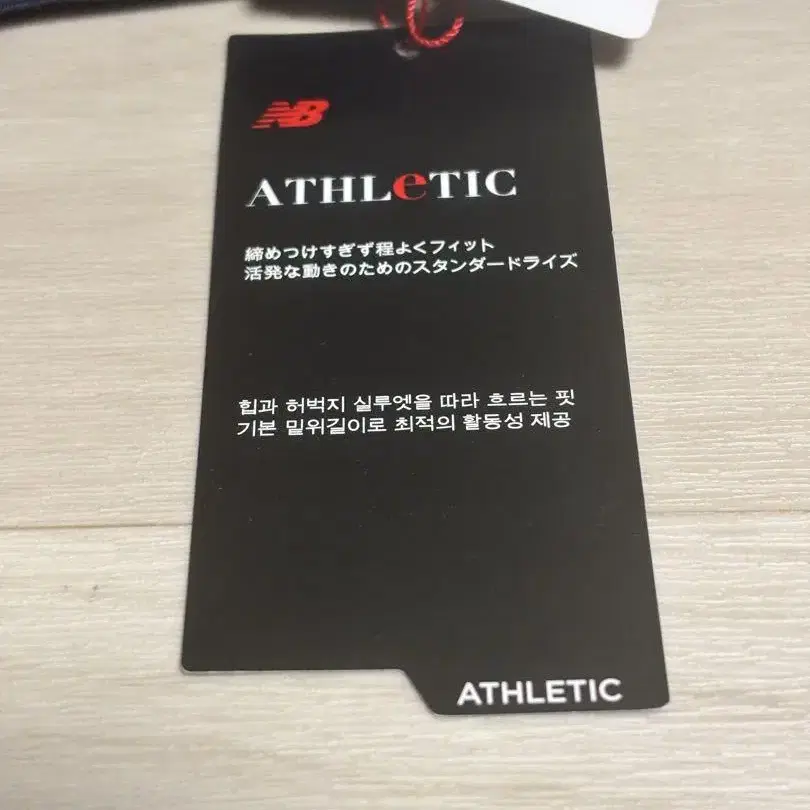 NB
ATHLeTIC
締めつけすぎず程よくフィット
活発な動きのためのスタンダードライズ
힙과 허벅지 실루엣을 따라 흐르는 핏
기본 밑위길이로 최적의 활동성 제공
ATHLETIC